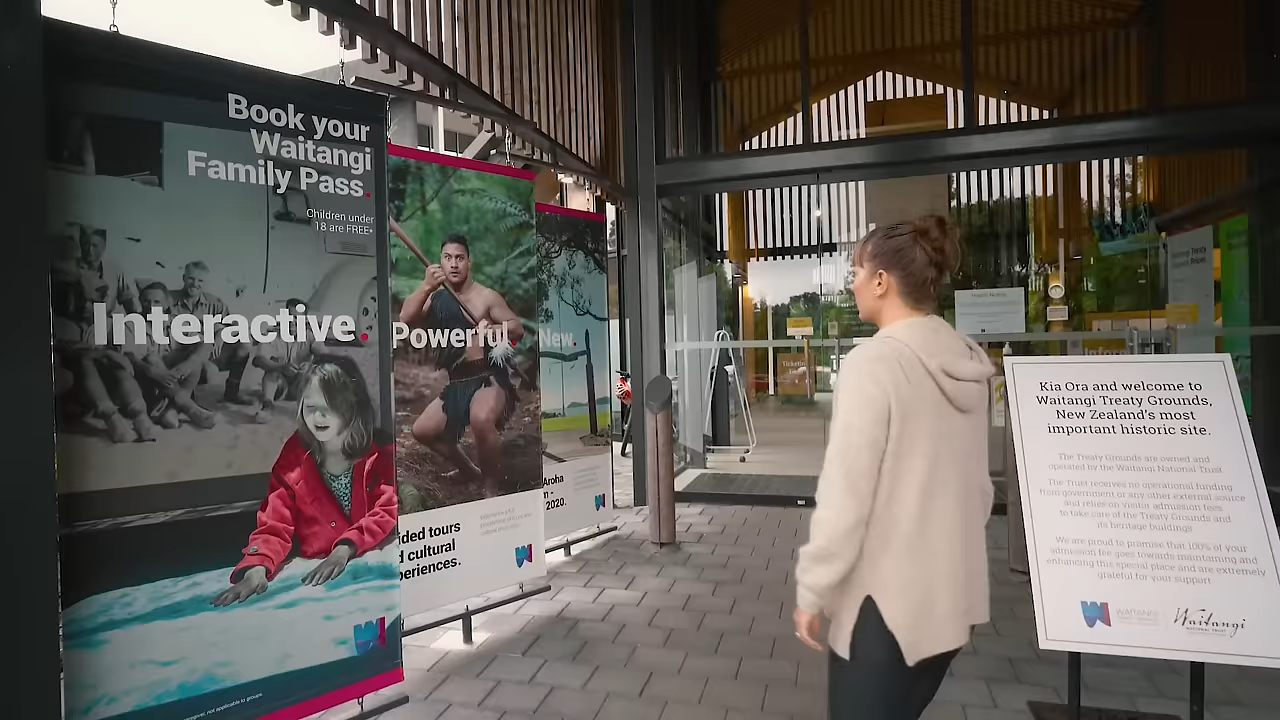 Book your
Waitangi
Family Pass.
Children under
18 are FREE*
Interactive.
Powerful.
ided tours
d cultural
periences.
New.
Aroha
2020.
Kia Ora and welcome to
Waitangi Treaty Grounds,
New Zealand's most
important historic site.
The Treaty Grounds are owned and
operated by the Waitangi National Trust
The Trust receives no operational funding
from government or any other external source
and relies on visitor admission fees
to take care of the Treaty Grounds and
its heritage buildings
We are proud to promise that 100% of your
admission fee goes towards maintaining and
enhancing this special place and are extremely
grateful for your support
WAITANGI
Waitangi
NATIONAL TRUST
Ticketing